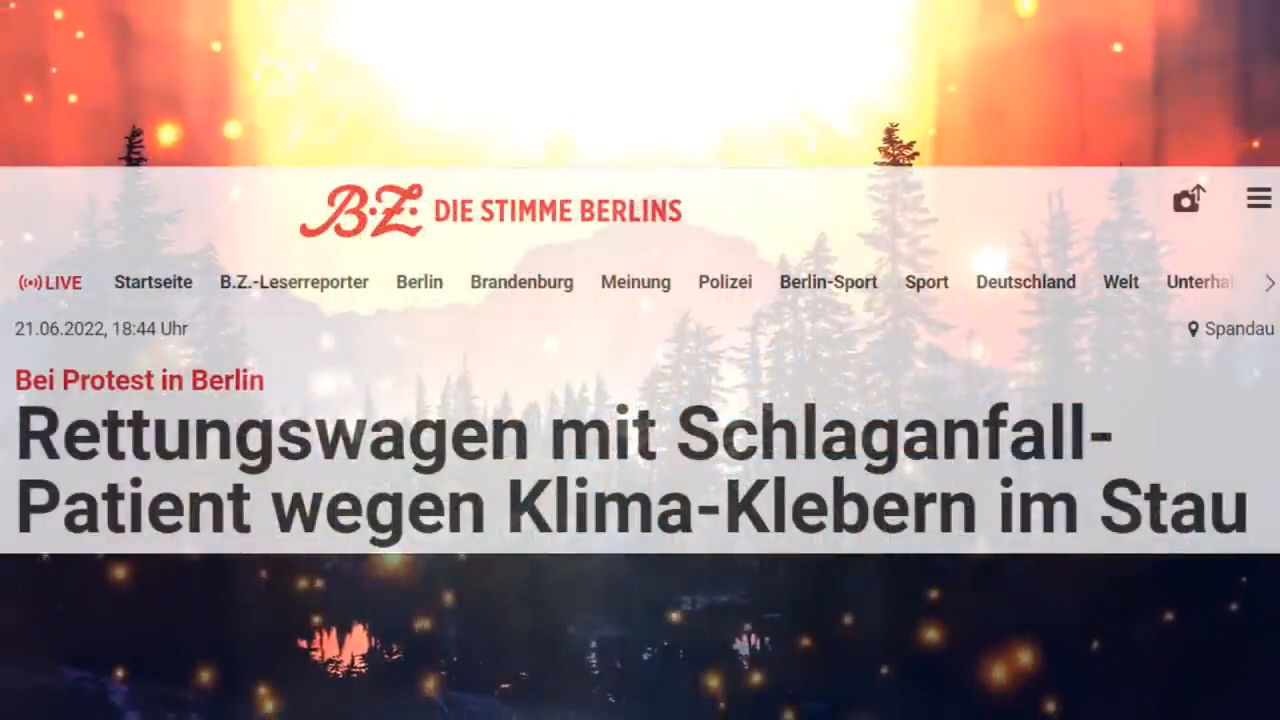 B.Z. DIE STIMME BERLINS
LIVE Startseite B.Z.-Leserreporter Berlin Brandenburg Meinung Polizei Berlin-Sport Sport Deutschland Welt Unterha
21.06.2022, 18:44 Uhr Spandau
Bei Protest in Berlin
Rettungswagen mit Schlaganfall-
Patient wegen Klima-Klebern im Stau